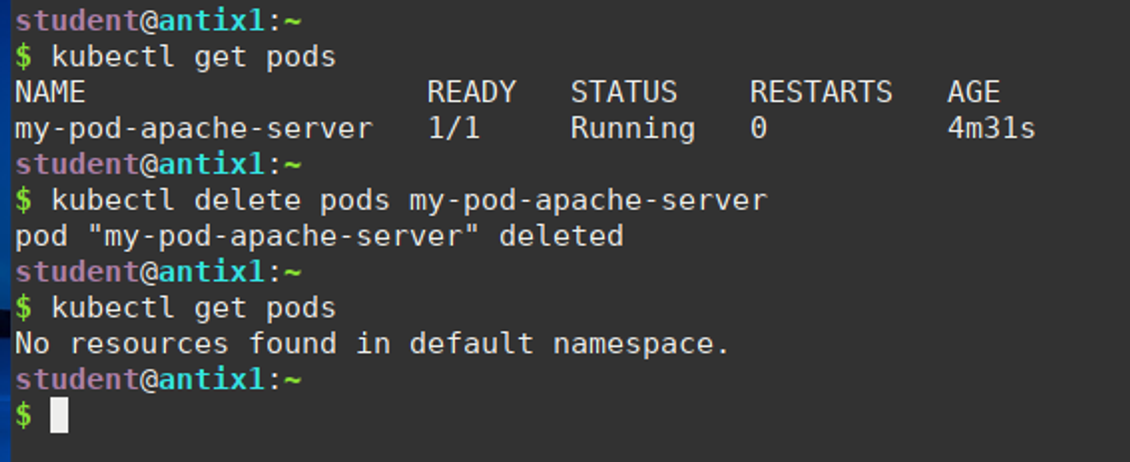 student@antix1:~
$ kubectl get pods
NAME                   READY   STATUS    RESTARTS   AGE
my-pod-apache-server   1/1     Running   0          4m31s
student@antix1:~
$ kubectl delete pods my-pod-apache-server
pod "my-pod-apache-server" deleted
student@antix1:~
$ kubectl get pods
No resources found in default namespace.
student@antix1:~
$